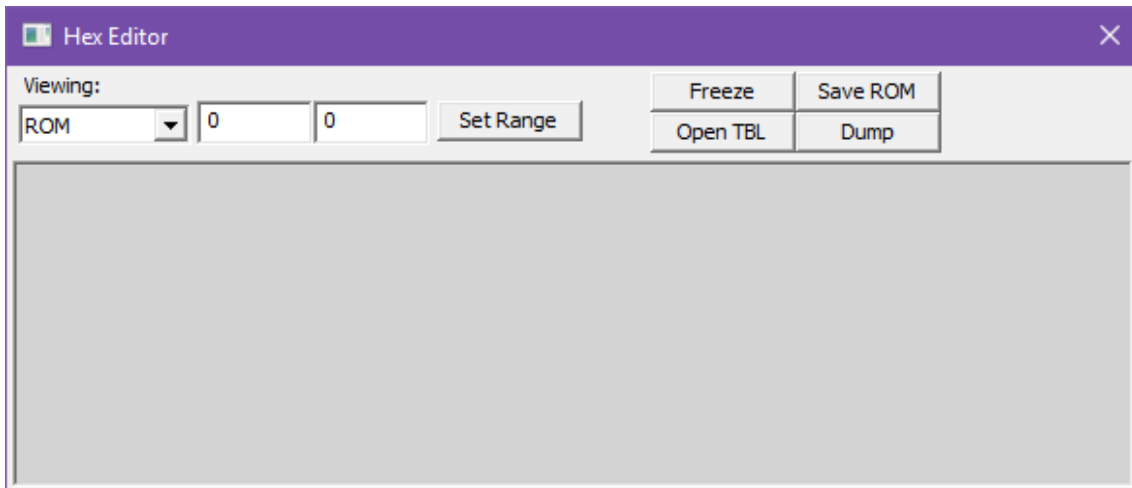 Hex Editor
Viewing:
ROM 0 0 Set Range
Freeze Save ROM
Open TBL Dump